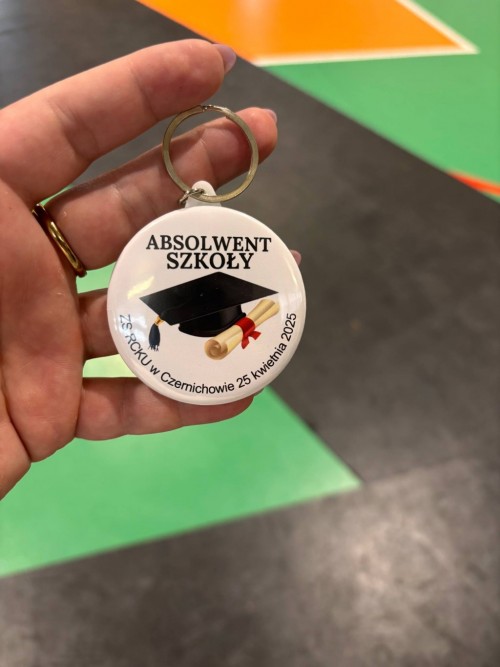 ABSOLWENT
SZKOŁY
ZS RCKU w Czernichowie 25 kwietnia 2025